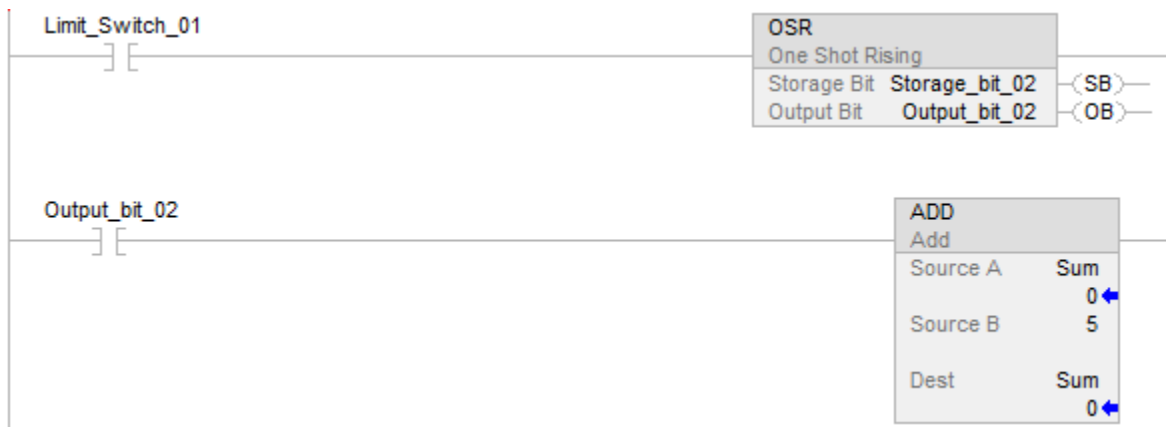 Limit_Switch_01
OSR
One Shot Rising
Storage Bit Storage_bit_02 SB
Output Bit Output_bit_02 OB
Output_bit_02
ADD
Add
Source A Sum
0
Source B 5
Dest Sum
0